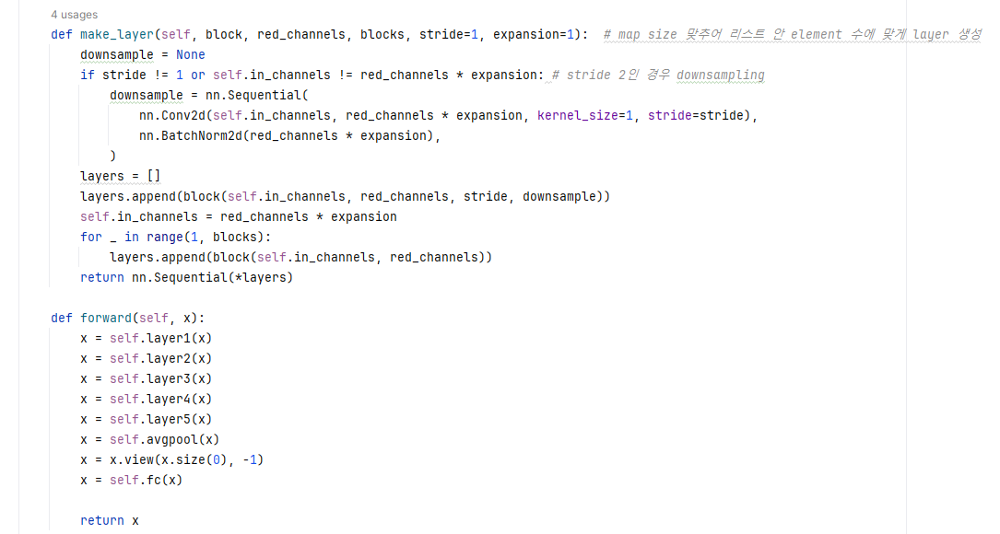 4 usages
def make_layer(self, block, red_channels, blocks, stride=1, expansion=1):  # map size 맞추어 리스트 안 element 수에 맞게 layer 생성
    downsample = None
    if stride != 1 or self.in_channels != red_channels * expansion: # stride 2인 경우 downsampling
        downsample = nn.Sequential(
            nn.Conv2d(self.in_channels, red_channels * expansion, kernel_size=1, stride=stride),
            nn.BatchNorm2d(red_channels * expansion),
        )
    layers = []
    layers.append(block(self.in_channels, red_channels, stride, downsample))
    self.in_channels = red_channels * expansion
    for _ in range(1, blocks):
        layers.append(block(self.in_channels, red_channels))
    return nn.Sequential(*layers)

def forward(self, x):
    x = self.layer1(x)
    x = self.layer2(x)
    x = self.layer3(x)
    x = self.layer4(x)
    x = self.layer5(x)
    x = self.avgpool(x)
    x = x.view(x.size(0), -1)
    x = self.fc(x)

    return x